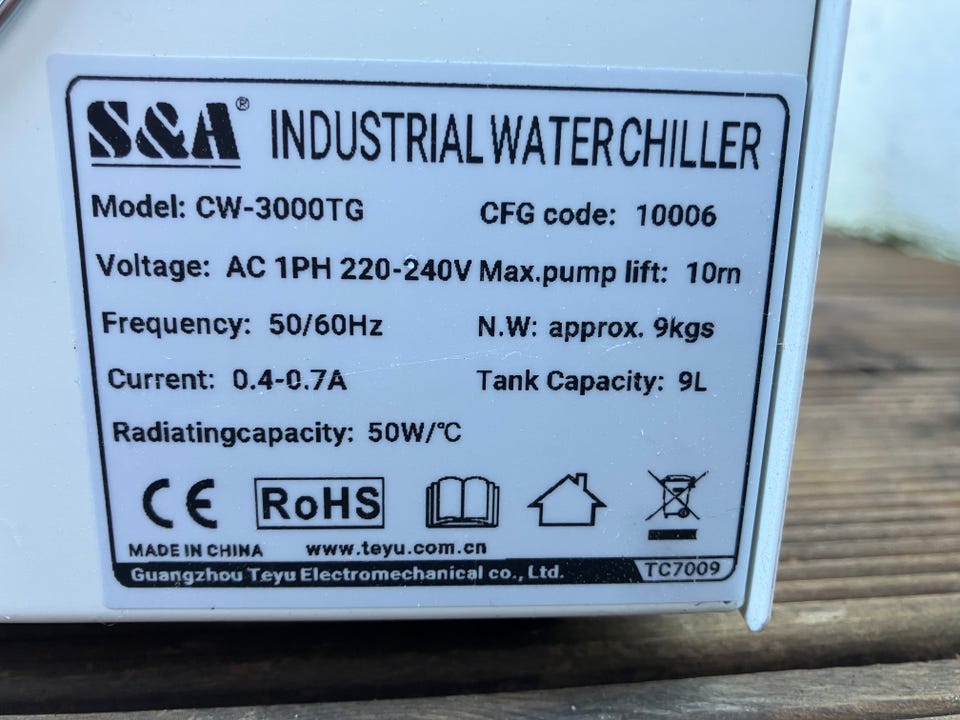 S&A® INDUSTRIAL WATER CHILLER
Model: CW-3000TG CFG code: 10006
Voltage: AC 1PH 220-240V Max.pump lift: 10m
Frequency: 50/60Hz N.W: approx. 9kgs
Current: 0.4-0.7A Tank Capacity: 9L
Radiatingcapacity: 50W/℃
CE RoHS
MADE IN CHINA www.teyu.com.cn
Guangzhou Teyu Electromechanical co., Ltd. TC7009